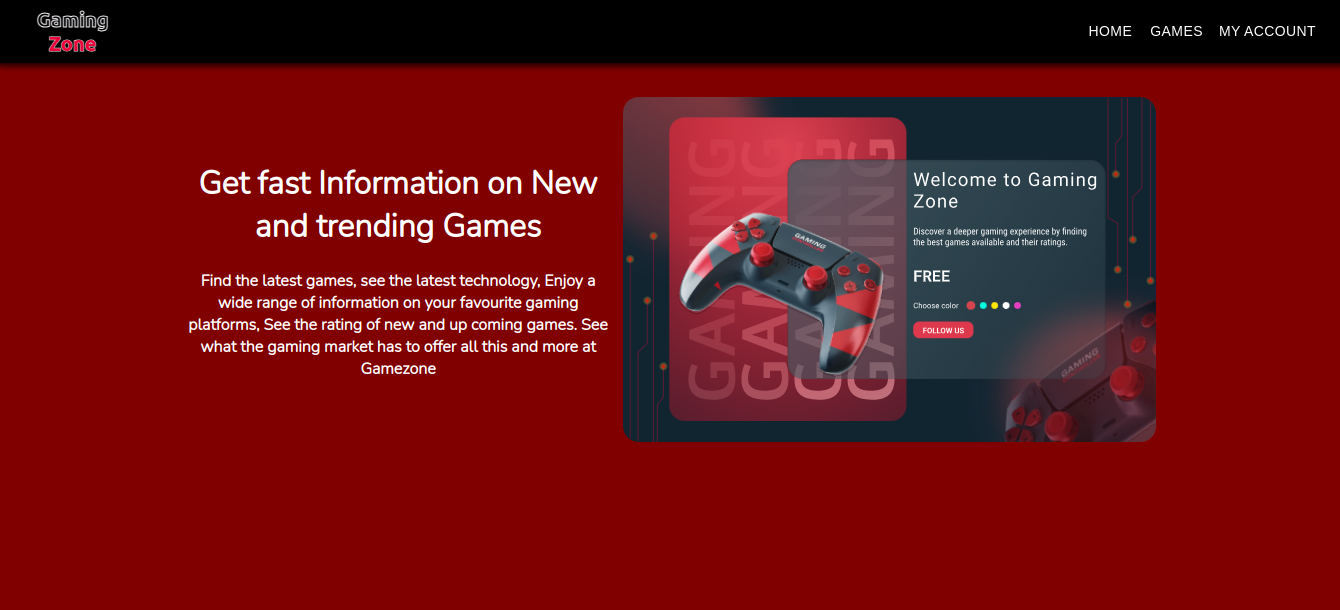 Gaming
Zone
HOME
GAMES
MY ACCOUNT
Get fast Information on New
and trending Games
Find the latest games, see the latest technology, Enjoy a
wide range of information on your favourite gaming
platforms, See the rating of new and up coming games. See
what the gaming market has to offer all this and more at
Gamezone
GAMING
GAMING
GAMING
GAMING
Welcome to Gaming
Zone
Discover a deeper gaming experience by finding
the best games available and their ratings.
FREE
Choose color
FOLLOW US
GAMING
GAMING